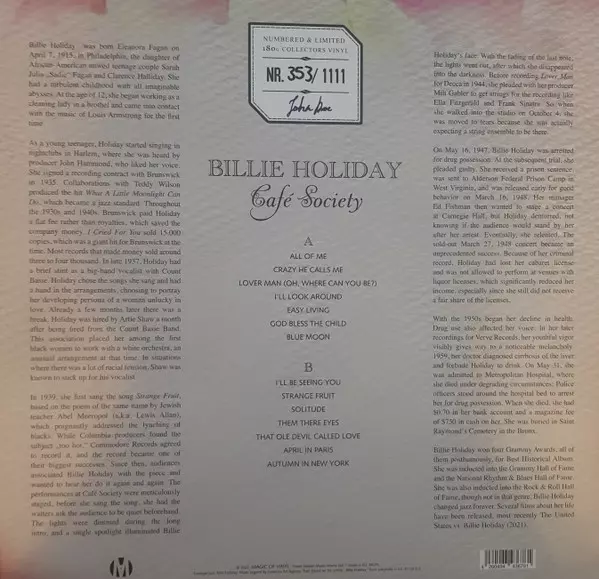 Billie Holiday was born Eleanora Fagan on
April 7, 1915, in Philadelphia, the daughter of
African-American unwed teenage couple Sarah
Julia „Sadie“ Fagan and Clarence Halliday. She
had a turbulent childhood with all imaginable
abysses. At the age of 12, she began working as a
cleaning lady in a brothel and came into contact
with the music of Louis Armstrong for the first
time.
As a young teenager, Holiday started singing in
nightclubs in Harlem, where she was heard by
producer John Hammond, who liked her voice.
She signed a recording contract with Brunswick
in 1935. Collaborations with Teddy Wilson
produced the hit What A Little Moonlight Can
Do, which became a jazz standard. Throughout
the 1930s and 1940s, Brunswick paid Holiday
a flat fee rather than royalties, which saved the
company money. I Cried For You sold 15,000
copies, which was a giant hit for Brunswick at the
time. Most records that made money sold around
three to four thousand. In late 1937, Holiday had
a brief stint as a big-band vocalist with Count
Basie. Holiday chose the songs she sang and had
a hand in the arrangements, choosing to portray
her developing persona of a woman unlucky in
love. Already a few months later there was a
break. Holiday was hired by Artie Shaw a month
after being fired from the Count Basie Band.
This association placed her among the first
black women to work with a white orchestra, an
unusual arrangement at that time. In situations
where there was a lot of racial tension, Shaw was
known to stick up for his vocalist.
In 1939, she first sang the song Strange Fruit,
based on the poem of the same name by Jewish
teacher Abel Meeropol (a.k.a. Lewis Allan),
which poignantly addressed the lynching of
blacks. While Columbia producers found the
subject „too hot,“ Commodore Records agreed
to record it, and the record became one of
their biggest successes. Since then, audiences
associated Billie Holiday with the piece and
wanted to hear her do it again and again. The
performances at Café Society were meticulously
staged, before she sang the song, she had the
waiters ask the audience to be quiet beforehand.
The lights were dimmed during the long
intro, and a single spotlight illuminated Billie
NUMBERED & LIMITED
180g COLLECTORS VINYL
NR. 353/1111
John Doe
BILLIE HOLIDAY
Café Society
A
ALL OF ME
CRAZY HE CALLS ME
LOVER MAN (OH, WHERE CAN YOU BE?)
I'LL LOOK AROUND
EASY LIVING
GOD BLESS THE CHILD
BLUE MOON
B
I'LL BE SEEING YOU
STRANGE FRUIT
SOLITUDE
THEM THERE EYES
THAT OLE DEVIL CALLED LOVE
APRIL IN PARIS
AUTUMN IN NEW YORK
Holiday's face. With the fading of the last note,
the lights went out, after which she disappeared
into the darkness. Before recording Lover Man
for Decca in 1944, she pleaded with her producer
Milt Gabler to get strings for the recording like
Ella Fitzgerald and Frank Sinatra. So when
she walked into the studio on October 4, she
was moved to tears because she was actually
expecting a string ensemble to be there.
On May 16, 1947, Billie Holiday was arrested
for drug possession. At the subsequent trial, she
pleaded guilty. She received a prison sentence,
was sent to Alderson Federal Prison Camp in
West Virginia, and was released early for good
behavior on March 16, 1948. Her manager
Ed Fishman then wanted to stage a concert
at Carnegie Hall, but Holiday demurred, not
knowing if the audience would stand by her
after her arrest. Eventually, she relented. The
sold-out March 27, 1948 concert became an
unprecedented success. Because of her criminal
record, Holiday had lost her cabaret license
and was not allowed to perform at venues with
liquor licenses, which significantly reduced her
income, especially since she still did not receive
a fair share of the licenses.
With the 1950s began her decline in health.
Drug use also affected her voice. In her later
recordings for Verve Records, her youthful vigor
visibly gives way to a noticeable melancholy.
1959, her doctor diagnosed cirrhosis of the liver
and forbade Holiday to drink. On May 31, she
was admitted to Metropolitan Hospital, where
she died under degrading circumstances: Police
officers stood around the hospital bed to arrest
her for drug possession. When she died, she had
$0.70 in her bank account and a magazine fee
of $750 in cash on her. She was buried in Saint
Raymond's Cemetery in the Bronx.
Billie Holiday won four Grammy Awards, all of
them posthumously, for Best Historical Album.
She was inducted into the Grammy Hall of Fame
and the National Rhythm & Blues Hall of Fame.
She was also inducted into the Rock & Roll Hall
of Fame, though not in that genre. Billie Holiday
changed jazz forever. Several films about her life
have been released, most recently The United
States vs. Billie Holiday (2021).
M